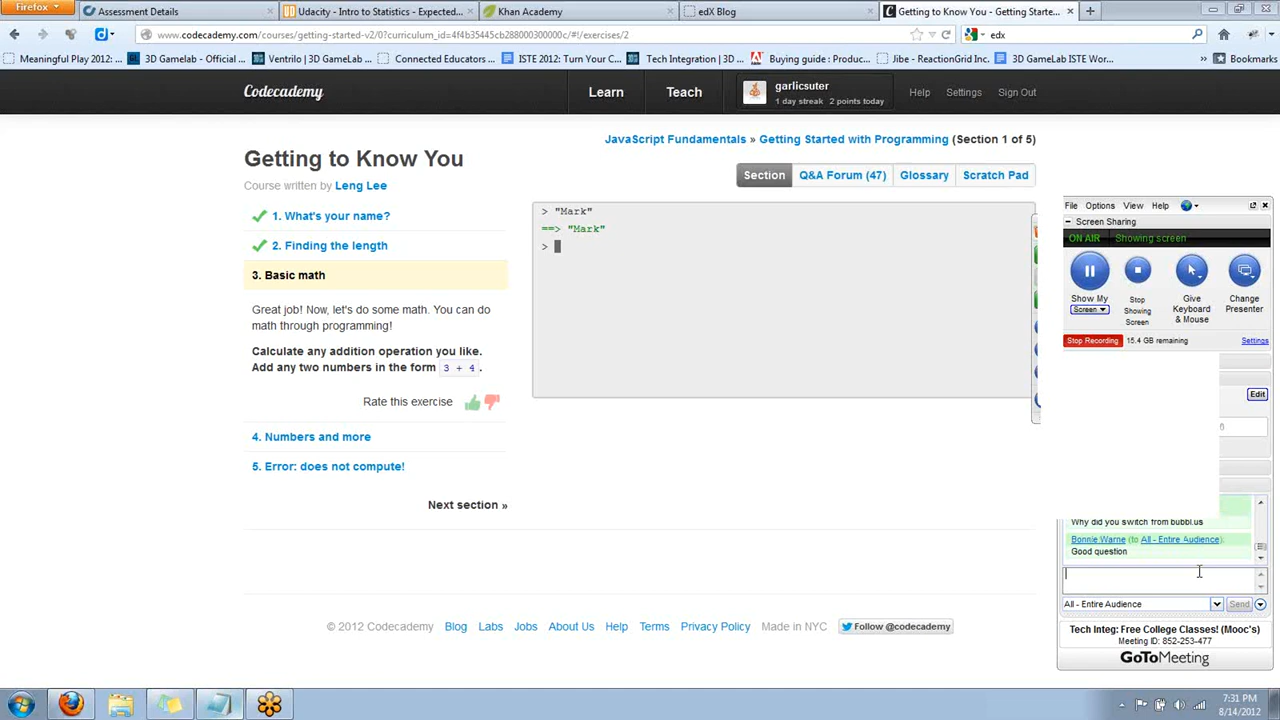 Firefox
Assessment Details
Udacity - Intro to Statistics - Expected...
Khan Academy
edX Blog
Getting to Know You - Getting Starte...
www.codecademy.com/courses/getting-started-v2/0?curriculum_id=4f4b35445cb288000300000c/#!/exercises/2
edx
Meaningful Play 2012: ...
3D Gamelab - Official ...
Ventrilo | 3D GameLab ...
Connected Educators ...
ISTE 2012: Turn Your C...
Tech Integration | 3D ...
Buying guide : Produc...
Jibe - ReactionGrid Inc.
3D GameLab ISTE Wor...
Bookmarks
Codecademy
Learn
Teach
garlicsuter
1 day streak 2 points today
Help
Settings
Sign Out
JavaScript Fundamentals » Getting Started with Programming (Section 1 of 5)
Getting to Know You
Course written by Leng Lee
Section
Q&A Forum (47)
Glossary
Scratch Pad
1. What's your name?
2. Finding the length
3. Basic math
Great job! Now, let's do some math. You can do
math through programming!
Calculate any addition operation you like.
Add any two numbers in the form 3 + 4 .
Rate this exercise
4. Numbers and more
5. Error: does not compute!
Next section »
> "Mark"
==> "Mark"
>
File Options View Help
Screen Sharing
ON AIR Showing screen
Show My
Screen
Stop
Showing
Screen
Give
Keyboard
& Mouse
Change
Presenter
Stop Recording
15.4 GB remaining
Settings
Edit
Why did you switch from bubbl.us
Bonnie Warne (to All - Entire Audience):
Good question
All - Entire Audience
Send
Tech Integ: Free College Classes! (Mooc's)
Meeting ID: 852-253-477
GoToMeeting
© 2012 Codecademy
Blog
Labs
Jobs
About Us
Help
Terms
Privacy Policy
Made in NYC
Follow @codecademy
7:31 PM
8/14/2012